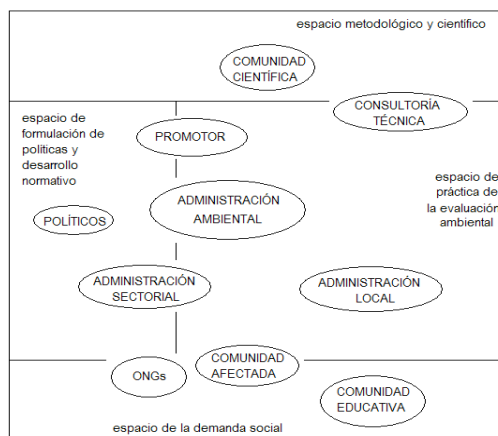 espacio metodológico y científico
COMUNIDAD
CIENTÍFICA
CONSULTORÍA
TÉCNICA
espacio de
formulación de
políticas y
desarrollo
normativo
PROMOTOR
espacio de
práctica de
la evaluación
ambiental
ADMINISTRACIÓN
AMBIENTAL
POLÍTICOS
ADMINISTRACIÓN
SECTORIAL
ADMINISTRACIÓN
LOCAL
ONGs
COMUNIDAD
AFECTADA
COMUNIDAD
EDUCATIVA
espacio de la demanda social